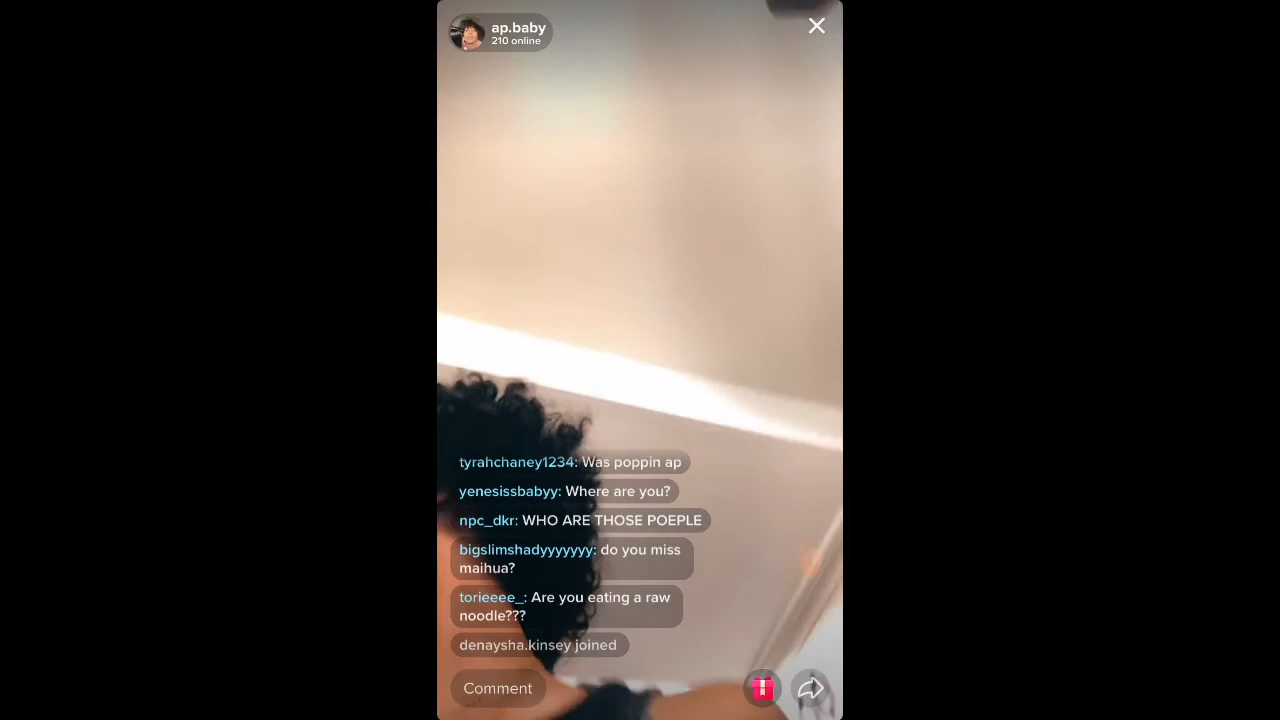 ap.baby
210 online
tyrahchaney1234: Was poppin ap
yenesissbabyy: Where are you?
npc_dkr: WHO ARE THOSE POEPLE
bigslimshadyyyyyyy: do you miss
maihua?
torieeee_: Are you eating a raw
noodle???
denaysha.kinsey joined
Comment